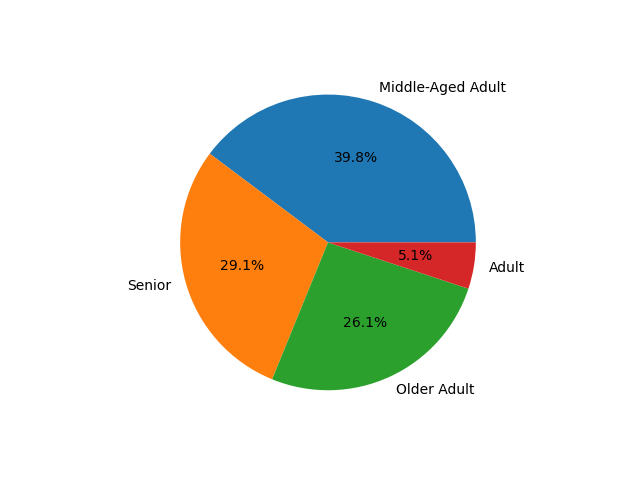 Middle-Aged Adult
39.8%
Senior
29.1%
Older Adult
26.1%
Adult
5.1%